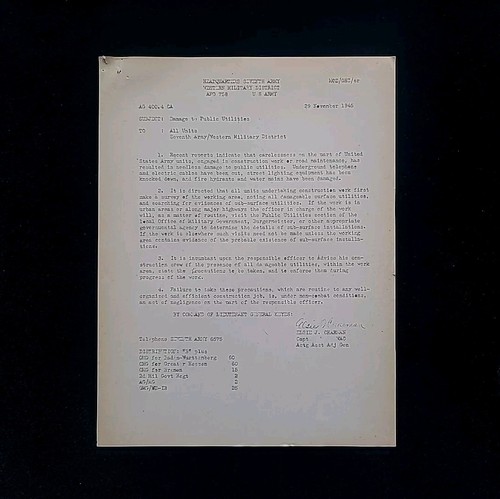 HEADQUARTERS SEVENTH ARMY
WESTERN MILITARY DISTRICT
APO 758 U S ARMY
AG 400.4 CA 29 November 1945
SUBJECT: Damage to Public Utilities
TO : All Units
Seventh Army/Western Military District
1. Recent reports indicate that carelessness on the part of United
States Army units, engaged in construction work or road maintenance, has
resulted in needless damage to public utilities. Underground telephone
and electric cables have been cut, street lighting equipment has been
knocked down, and fire hydrants and water mains have been damaged.
2. It is directed that all units undertaking construction work first
make a survey of the working area, noting all damageable surface utilities,
and searching for evidences of sub-surface utilities. If the work is in
urban areas or along major highways the officer in charge of the work
will, as a matter of routine, visit the Public Utilities section of the
local Office of Military Government, Burgermeister, or other appropriate
governmental agency to determine the details of sub-surface installations.
If the work is elsewhere such visits need not be made unless the working
area contains evidence of the probable existence of sub-surface installa-
tions.
3. It is incumbent upon the responsible officer to advise his con-
struction crew of the presence of all damageable utilities, within the work
area, state the precautions to be taken, and to enforce them during
progress of the work.
4. Failure to take these precautions, which are routine to any well-
organized and efficient construction job, is, under non-combat conditions,
an act of negligence on the part of the responsible officer.
BY COMMAND OF LIEUTENANT GENERAL KEYES:
Capt WAC
Actg Asst Adj Gen
Telephone SEVENTH ARMY 6575
DISTRIBUTION: "B" plus
OMG for Baden-Wurttemberg 50
OMG for Greater Hessen 60
OMG for Bremen 15
2d Mil Govt Regt 2
AG/AG 2
25